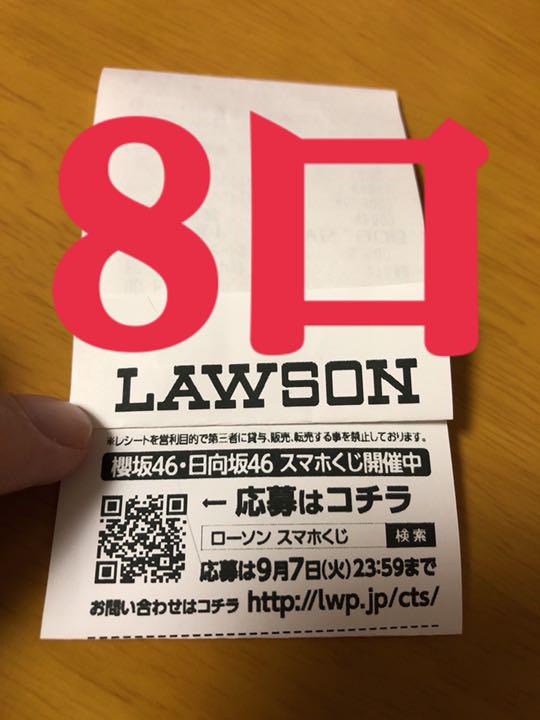 8口
LAWSON
※レシートを営利目的で第三者に貸与、販売、転売する事を禁止しております。
櫻坂46・日向坂46 スマホくじ開催中
← 応募はコチラ
ローソン スマホくじ 検索
応募は9月7日(火)23:59まで
お問い合わせはコチラ http://lwp.jp/cts/